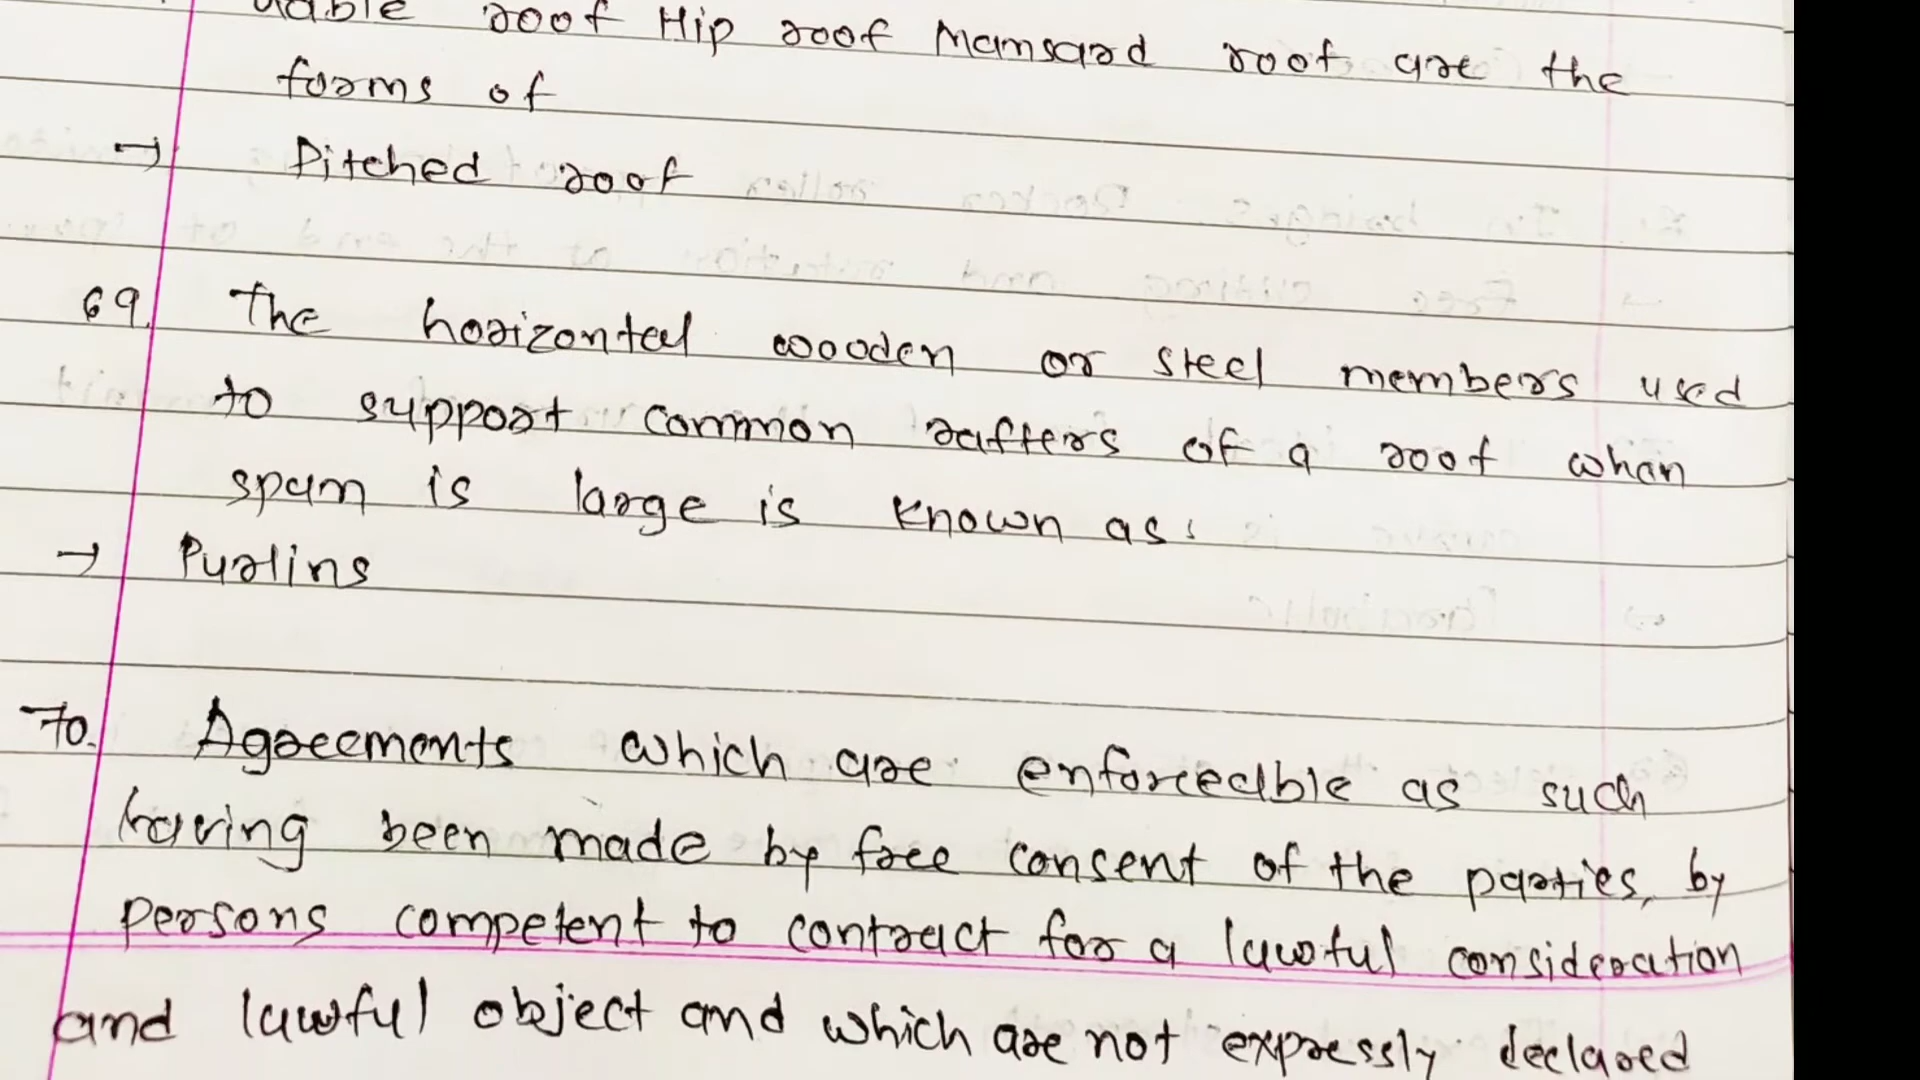 roof Hip roof Mansard roof are the
forms of
→ Pitched roof
69. The horizontal wooden or steel members used
to support common rafters of a roof whan
span is large is known as:
→ Purlins
70. Agreements which are enforceable as such
having been made by free consent of the parties, by
persons competent to contract for a lawful consideration
and lawful object and which are not expressly declared